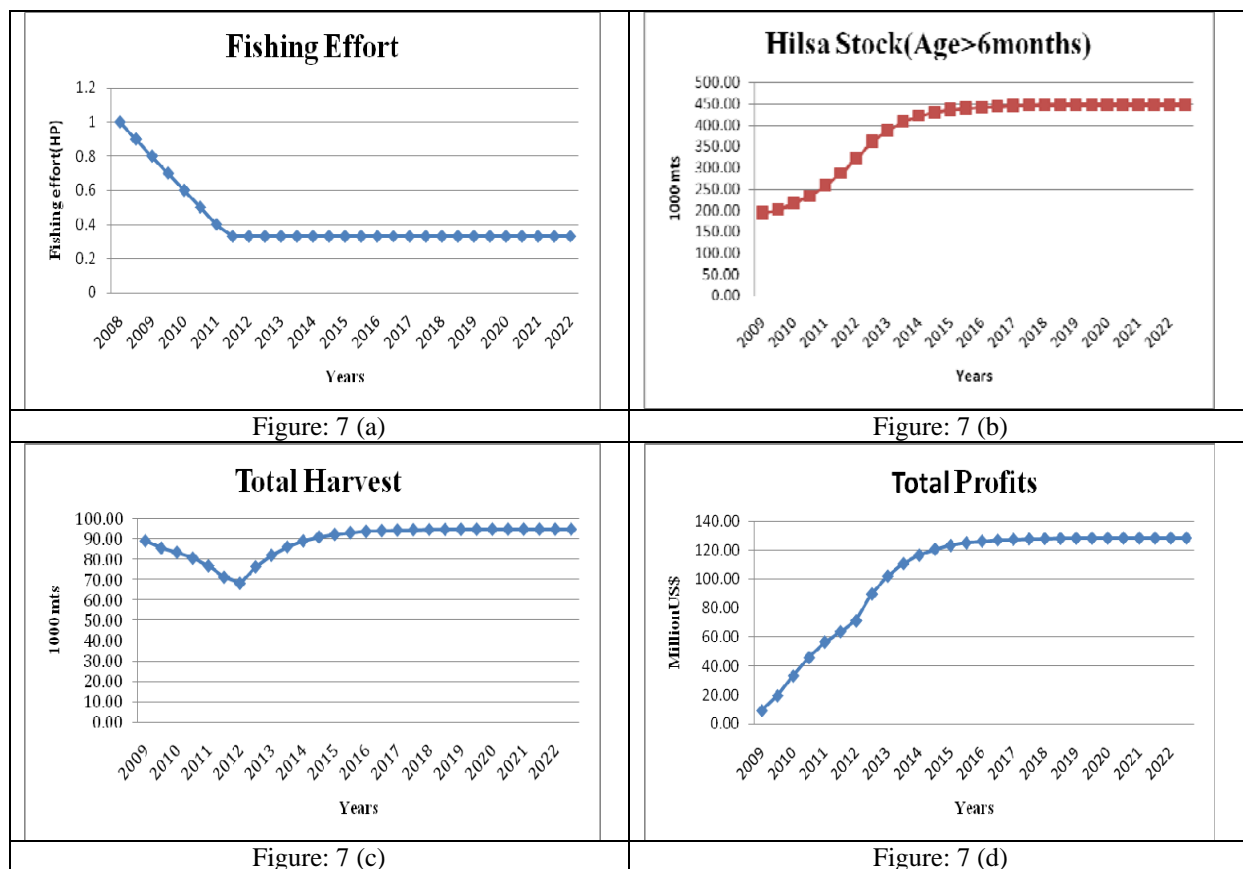 Fishing Effort
Fishing effort(HP)
1.2
1
0.8
0.6
0.4
0.2
0
2008 2009 2010 2011 2012 2013 2014 2015 2016 2017 2018 2019 2020 2021 2022
Years
Figure: 7 (a)
Hilsa Stock(Age>6months)
1000 mts
500.00
450.00
400.00
350.00
300.00
250.00
200.00
150.00
100.00
50.00
0.00
2009 2010 2011 2012 2013 2014 2015 2016 2017 2018 2019 2020 2021 2022
Years
Figure: 7 (b)
Total Harvest
1000 mts
100.00
90.00
80.00
70.00
60.00
50.00
40.00
30.00
20.00
10.00
0.00
2009 2010 2011 2012 2013 2014 2015 2016 2017 2018 2019 2020 2021 2022
Years
Figure: 7 (c)
Total Profits
MillionUS$
140.00
120.00
100.00
80.00
60.00
40.00
20.00
0.00
2009 2010 2011 2012 2013 2014 2015 2016 2017 2018 2019 2020 2021 2022
Years
Figure: 7 (d)